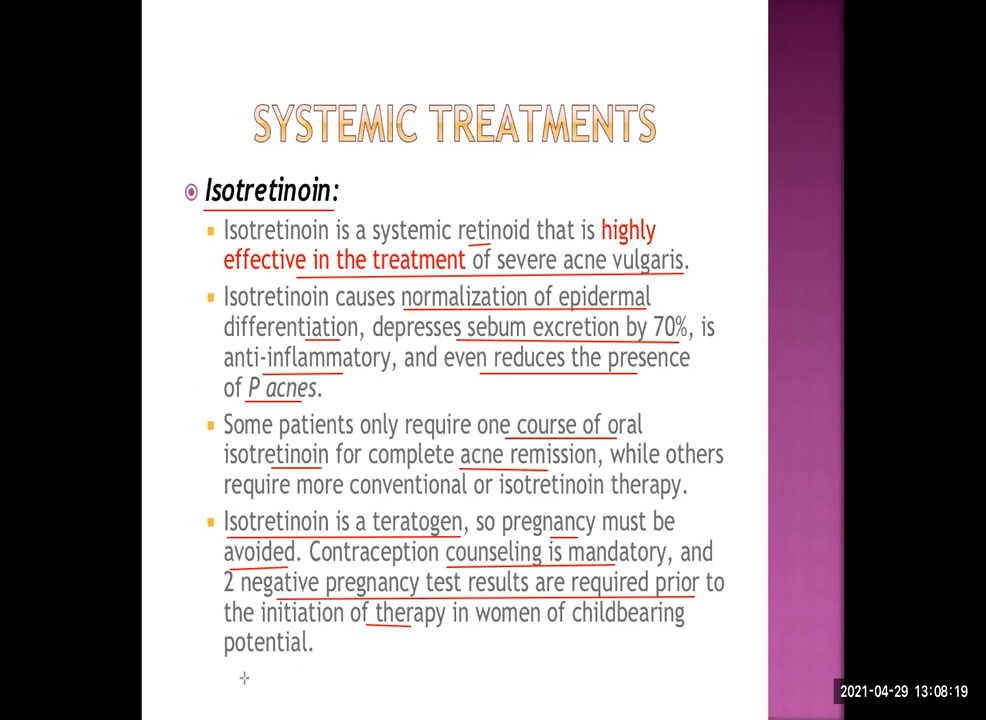 SYSTEMIC TREATMENTS
Isotretinoin:
Isotretinoin is a systemic retinoid that is highly
effective in the treatment of severe acne vulgaris.
Isotretinoin causes normalization of epidermal
differentiation, depresses sebum excretion by 70%, is
anti-inflammatory, and even reduces the presence
of P acnes.
Some patients only require one course of oral
isotretinoin for complete acne remission, while others
require more conventional or isotretinoin therapy.
Isotretinoin is a teratogen, so pregnancy must be
avoided. Contraception counseling is mandatory, and
2 negative pregnancy test results are required prior to
the initiation of therapy in women of childbearing
potential.
2021-04-29 13:08:19